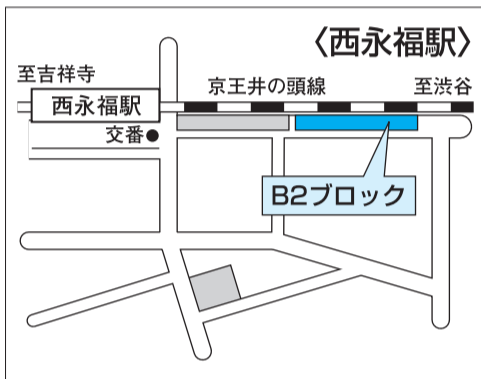 〈西永福駅〉
至吉祥寺
京王井の頭線
至渋谷
西永福駅
交番
B2ブロック